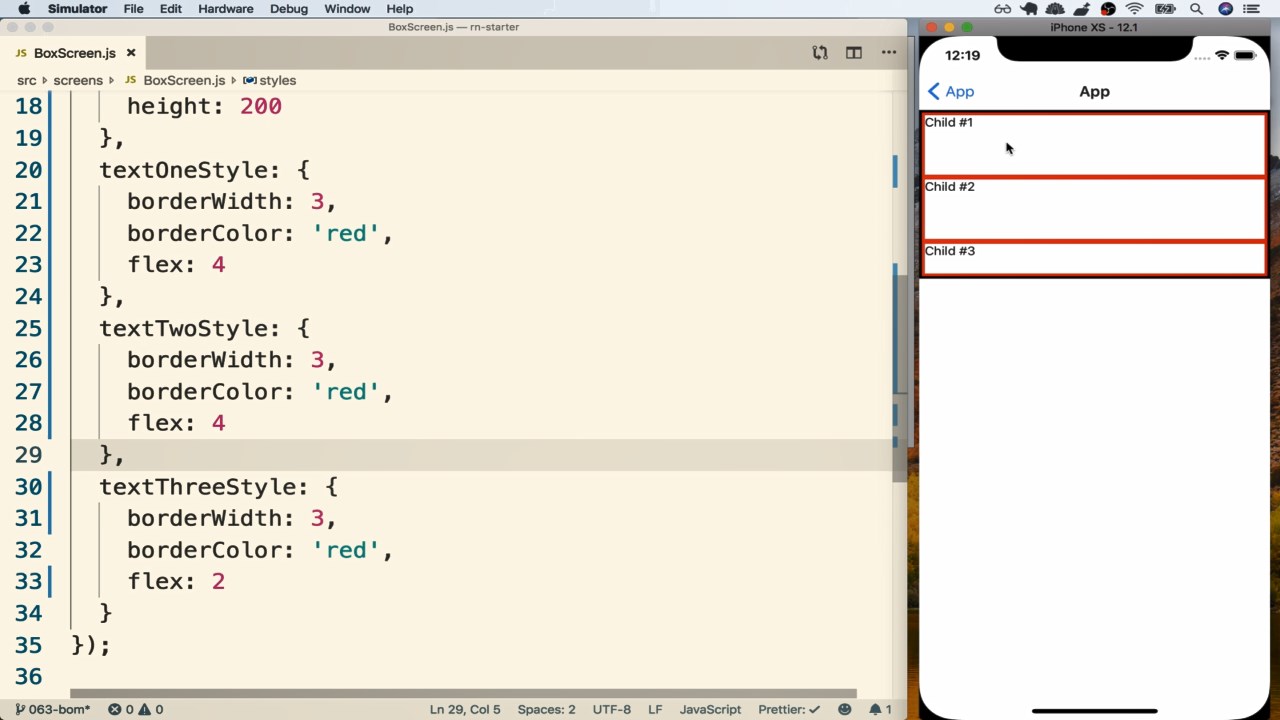 Simulator File Edit Hardware Debug Window Help
BoxScreen.js — rn-starter
JS BoxScreen.js
src screens JS BoxScreen.js styles
18 height: 200
19 },
20 textOneStyle: {
21 borderWidth: 3,
22 borderColor: 'red',
23 flex: 4
24 },
25 textTwoStyle: {
26 borderWidth: 3,
27 borderColor: 'red',
28 flex: 4
29 },
30 textThreeStyle: {
31 borderWidth: 3,
32 borderColor: 'red',
33 flex: 2
34 }
35 });
36
063-bom* 0 0 Ln 29, Col 5 Spaces: 2 UTF-8 LF JavaScript Prettier: ✓ 1
iPhone XS - 12.1
12:19
App App
Child #1
Child #2
Child #3